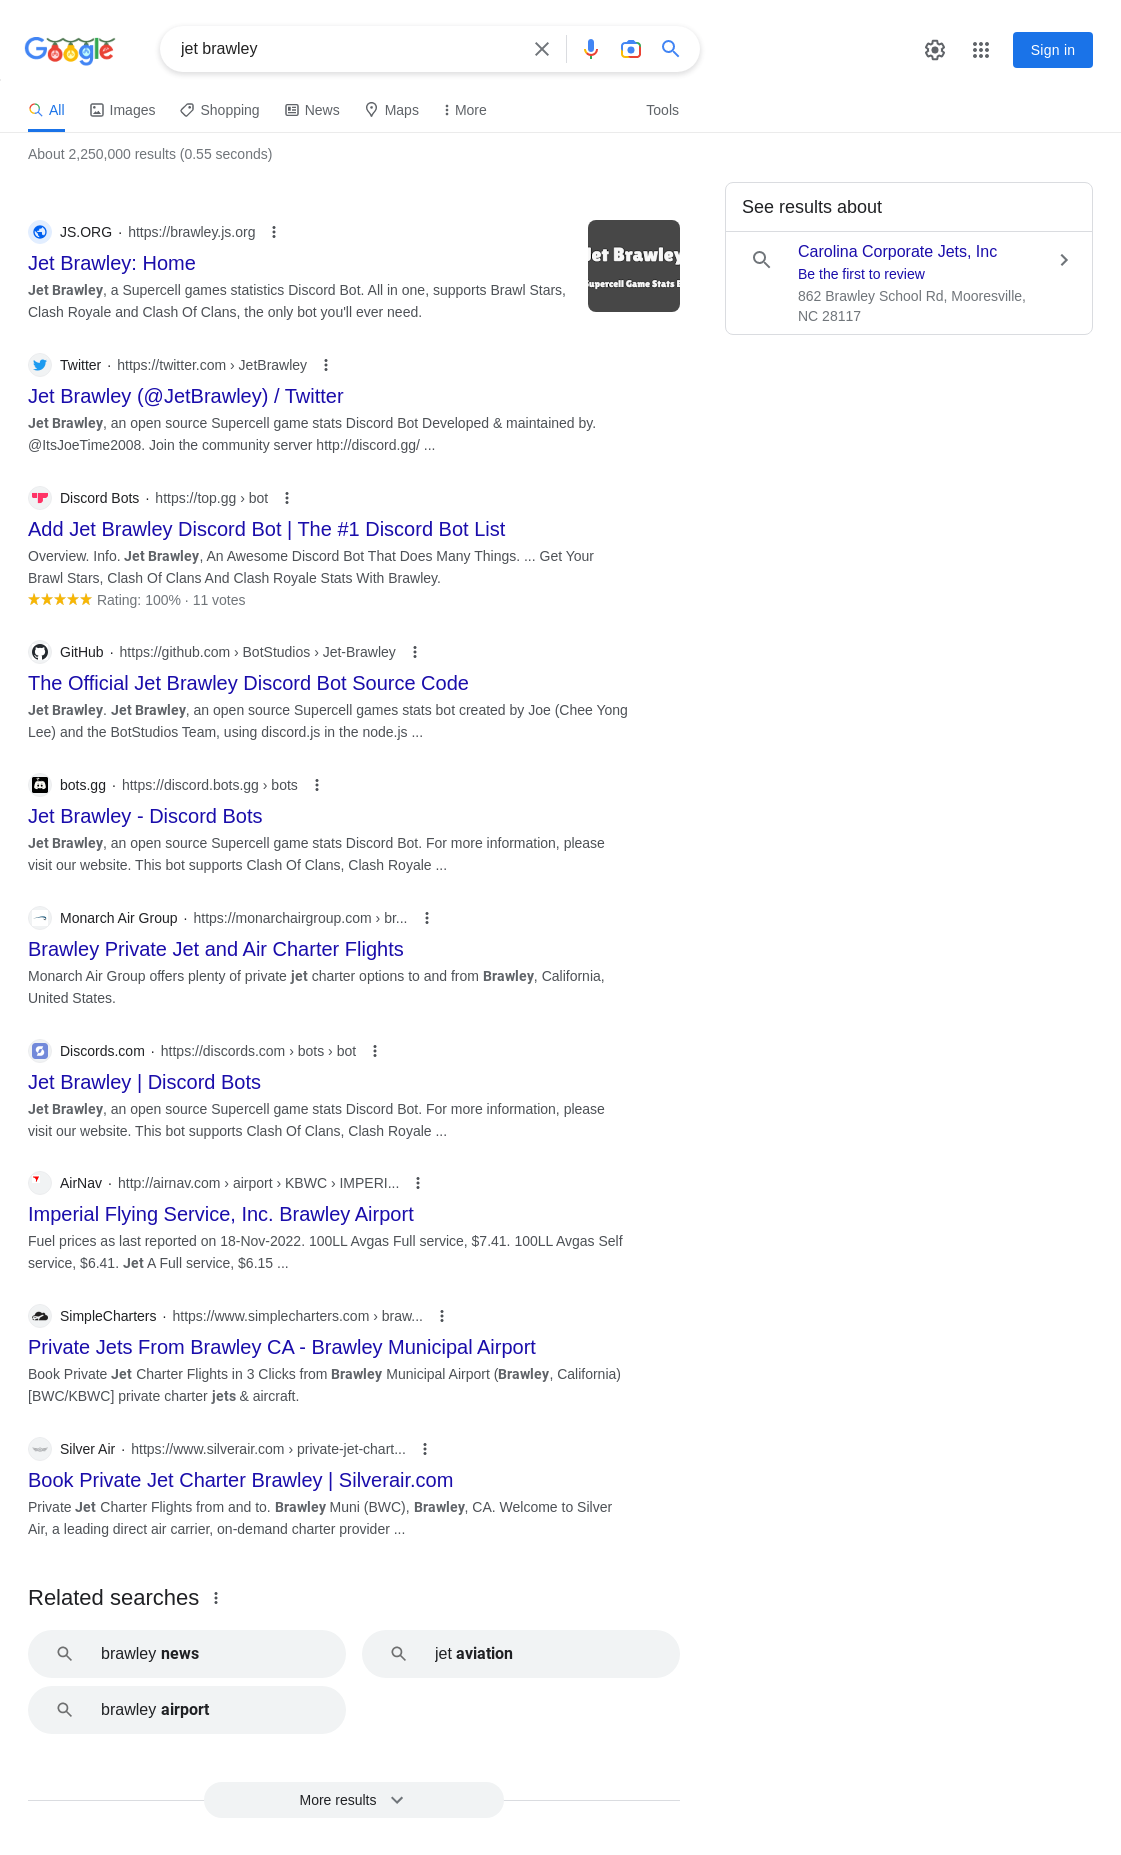 Google
jet brawley
Sign in
All
Images
Shopping
News
Maps
More
Tools
About 2,250,000 results (0.55 seconds)
JS.ORG · https://brawley.js.org
Jet Brawley: Home
Jet Brawley, a Supercell games statistics Discord Bot. All in one, supports Brawl Stars,
Clash Royale and Clash Of Clans, the only bot you'll ever need.
Jet Brawley
Supercell Game Stats B
See results about
Carolina Corporate Jets, Inc
Be the first to review
862 Brawley School Rd, Mooresville,
NC 28117
Twitter · https://twitter.com › JetBrawley
Jet Brawley (@JetBrawley) / Twitter
Jet Brawley, an open source Supercell game stats Discord Bot Developed & maintained by.
@ItsJoeTime2008. Join the community server http://discord.gg/ ...
Discord Bots · https://top.gg › bot
Add Jet Brawley Discord Bot | The #1 Discord Bot List
Overview. Info. Jet Brawley, An Awesome Discord Bot That Does Many Things. ... Get Your
Brawl Stars, Clash Of Clans And Clash Royale Stats With Brawley.
Rating: 100% · 11 votes
GitHub · https://github.com › BotStudios › Jet-Brawley
The Official Jet Brawley Discord Bot Source Code
Jet Brawley. Jet Brawley, an open source Supercell games stats bot created by Joe (Chee Yong
Lee) and the BotStudios Team, using discord.js in the node.js ...
bots.gg · https://discord.bots.gg › bots
Jet Brawley - Discord Bots
Jet Brawley, an open source Supercell game stats Discord Bot. For more information, please
visit our website. This bot supports Clash Of Clans, Clash Royale ...
Monarch Air Group · https://monarchairgroup.com › br...
Brawley Private Jet and Air Charter Flights
Monarch Air Group offers plenty of private jet charter options to and from Brawley, California,
United States.
Discords.com · https://discords.com › bots › bot
Jet Brawley | Discord Bots
Jet Brawley, an open source Supercell game stats Discord Bot. For more information, please
visit our website. This bot supports Clash Of Clans, Clash Royale ...
AirNav · http://airnav.com › airport › KBWC › IMPERI...
Imperial Flying Service, Inc. Brawley Airport
Fuel prices as last reported on 18-Nov-2022. 100LL Avgas Full service, $7.41. 100LL Avgas Self
service, $6.41. Jet A Full service, $6.15 ...
SimpleCharters · https://www.simplecharters.com › braw...
Private Jets From Brawley CA - Brawley Municipal Airport
Book Private Jet Charter Flights in 3 Clicks from Brawley Municipal Airport (Brawley, California)
[BWC/KBWC] private charter jets & aircraft.
Silver Air · https://www.silverair.com › private-jet-chart...
Book Private Jet Charter Brawley | Silverair.com
Private Jet Charter Flights from and to. Brawley Muni (BWC), Brawley, CA. Welcome to Silver
Air, a leading direct air carrier, on-demand charter provider ...
Related searches
brawley news
jet aviation
brawley airport
More results